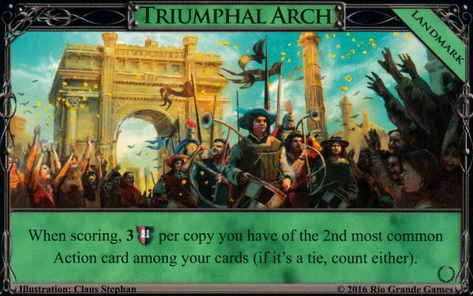 TRIUMPHAL ARCH
LANDMARK
When scoring, 3 per copy you have of the 2nd most common
Action card among your cards (if it's a tie, count either).
Illustration: Claus Stephan
© 2016 Rio Grande Games